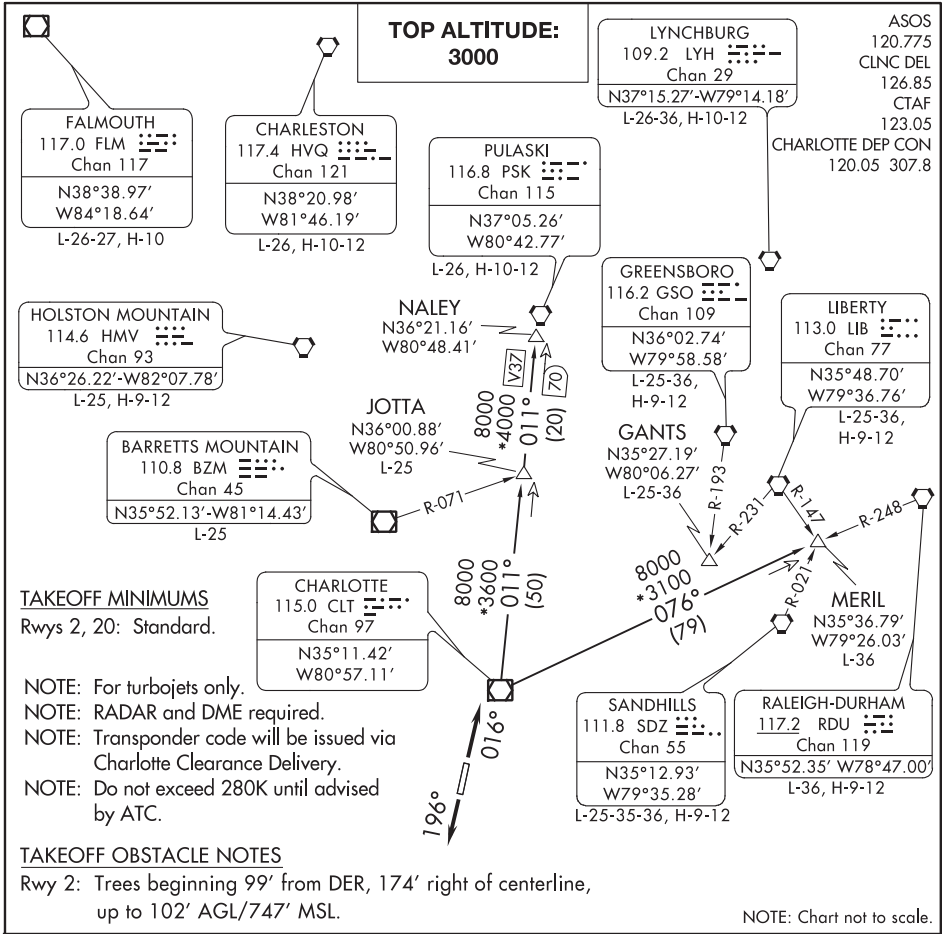 TOP ALTITUDE:
3000
ASOS
120.775
CLNC DEL
126.85
CTAF
123.05
CHARLOTTE DEP CON
120.05 307.8
LYNCHBURG
109.2 LYH
Chan 29
N37°15.27'-W79°14.18'
L-26-36, H-10-12
FALMOUTH
117.0 FLM
Chan 117
N38°38.97'
W84°18.64'
L-26-27, H-10
CHARLESTON
117.4 HVQ
Chan 121
N38°20.98'
W81°46.19'
L-26, H-10-12
PULASKI
116.8 PSK
Chan 115
N37°05.26'
W80°42.77'
L-26, H-10-12
GREENSBORO
116.2 GSO
Chan 109
N36°02.74'
W79°58.58'
L-25-36,
H-9-12
LIBERTY
113.0 LIB
Chan 77
N35°48.70'
W79°36.76'
L-25-36,
H-9-12
HOLSTON MOUNTAIN
114.6 HMV
Chan 93
N36°26.22'-W82°07.78'
L-25, H-9-12
NALEY
N36°21.16'
W80°48.41'
V37
70
8000
*4000
011°
(20)
JOTTA
N36°00.88'
W80°50.96'
L-25
GANTS
N35°27.19'
W80°06.27'
L-25-36
BARRETTS MOUNTAIN
110.8 BZM
Chan 45
N35°52.13'-W81°14.43'
L-25
R-071
R-193
R-231
R-147
R-248
R-021
8000
*3600
011°
(50)
8000
*3100
076°
(79)
MERIL
N35°36.79'
W79°26.03'
L-36
CHARLOTTE
115.0 CLT
Chan 97
N35°11.42'
W80°57.11'
TAKEOFF MINIMUMS
Rwys 2, 20: Standard.
NOTE: For turbojets only.
NOTE: RADAR and DME required.
NOTE: Transponder code will be issued via
Charlotte Clearance Delivery.
NOTE: Do not exceed 280K until advised
by ATC.
016°
196°
SANDHILLS
111.8 SDZ
Chan 55
N35°12.93'
W79°35.28'
L-25-35-36, H-9-12
RALEIGH-DURHAM
117.2 RDU
Chan 119
N35°52.35' W78°47.00'
L-36, H-9-12
TAKEOFF OBSTACLE NOTES
Rwy 2: Trees beginning 99' from DER, 174' right of centerline,
up to 102' AGL/747' MSL.
NOTE: Chart not to scale.